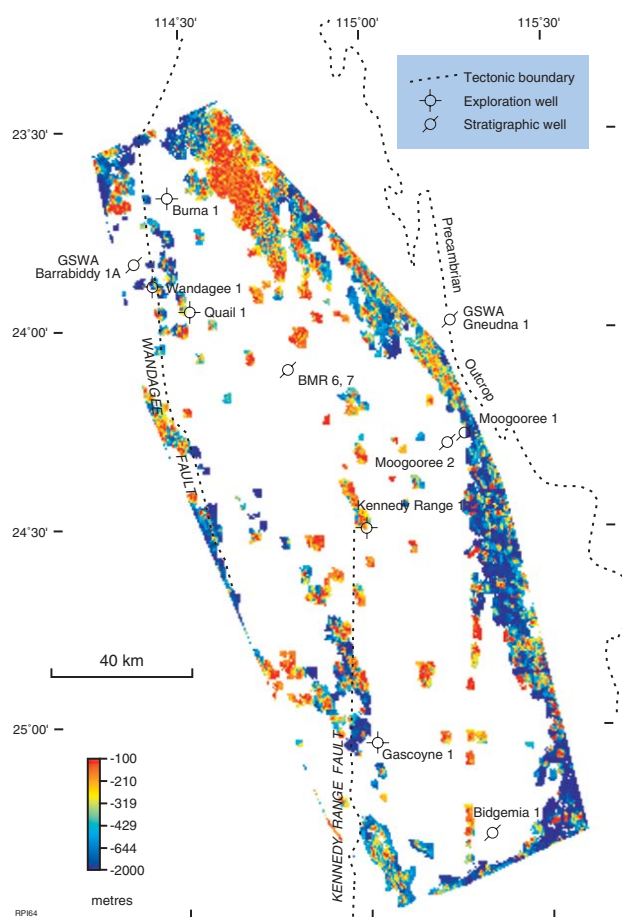 114˚30'
115˚00'
115˚30'
Tectonic boundary
Exploration well
Stratigraphic well
23˚30'
Burna 1
GSWA
Barrabiddy 1A
Wandagee 1
Quail 1
Precambrian
GSWA
Gneudna 1
24˚00'
WANDAGEE
FAULT
BMR 6, 7
Outcrop
Moogooree 1
Moogooree 2
Kennedy Range 1
24˚30'
40 km
25˚00'
KENNEDY RANGE FAULT
Gascoyne 1
Bidgemia 1
-100
-209
-319
-429
-644
-2000
metres
RPI64